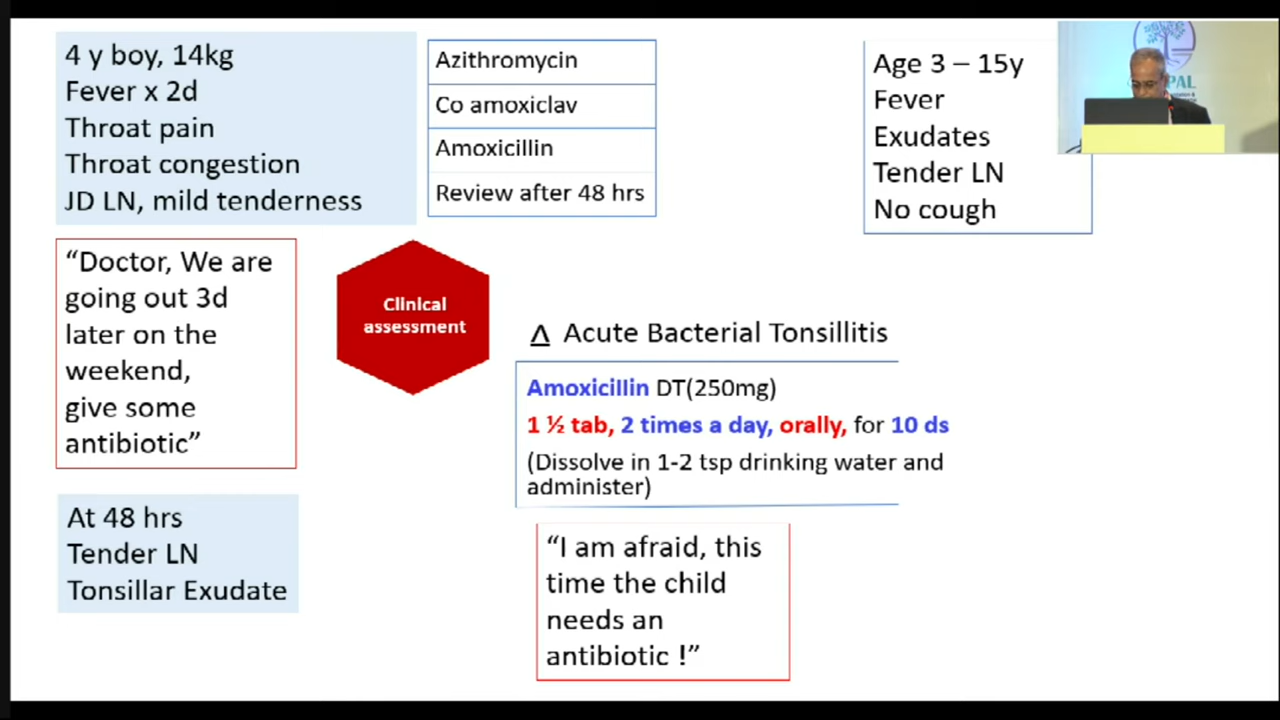 4 y boy, 14kg
Fever x 2d
Throat pain
Throat congestion
JD LN, mild tenderness
Azithromycin
Co amoxiclav
Amoxicillin
Review after 48 hrs
Age 3 – 15y
Fever
Exudates
Tender LN
No cough
PAL
“Doctor, We are
going out 3d
later on the
weekend,
give some
antibiotic”
Clinical
assessment
Δ Acute Bacterial Tonsillitis
Amoxicillin DT(250mg)
1 ½ tab, 2 times a day, orally, for 10 ds
(Dissolve in 1-2 tsp drinking water and
administer)
At 48 hrs
Tender LN
Tonsillar Exudate
“I am afraid, this
time the child
needs an
antibiotic !”